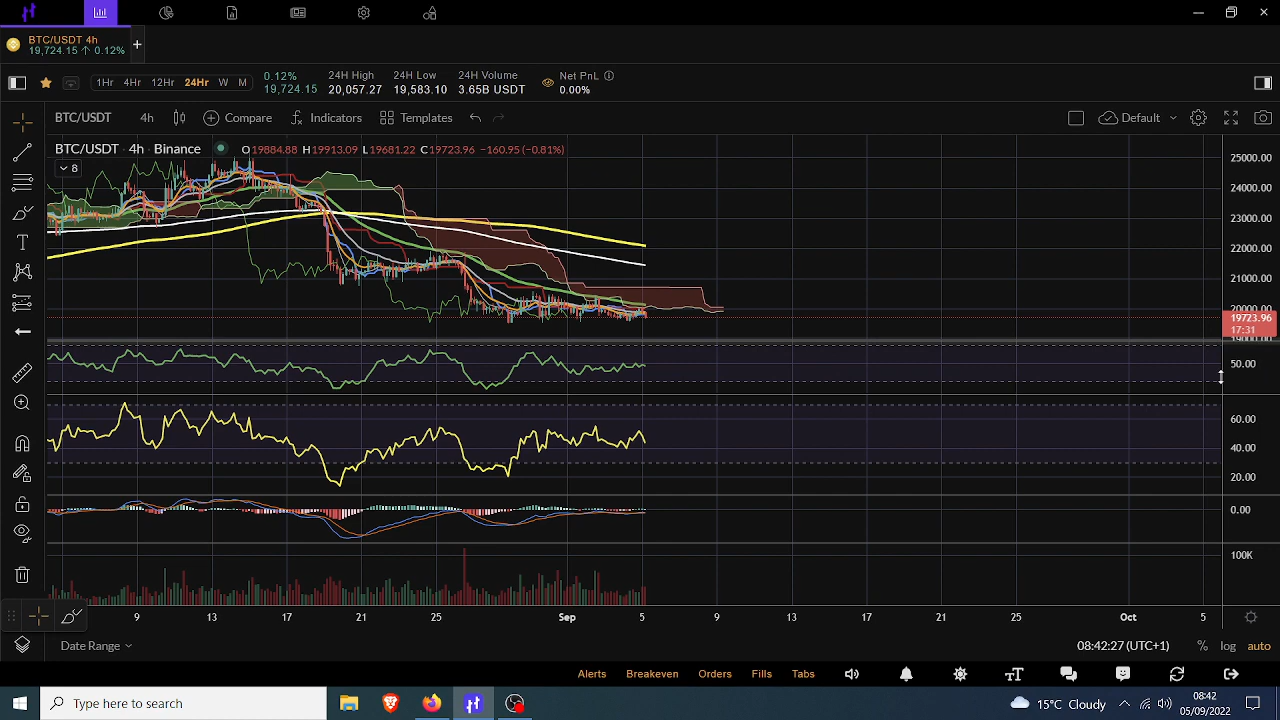 BTC/USDT 4h
19,724.15 ↑ 0.12%
+
1Hr 4Hr 12Hr 24Hr W M
0.12%
19,724.15
24H High
20,057.27
24H Low
19,583.10
24H Volume
3.65B USDT
Net PnL
0.00%
BTC/USDT 4h Compare Indicators Templates Default
BTC/USDT · 4h · Binance O19884.88 H19913.09 L19681.22 C19723.96 −160.95 (−0.81%)
8
25000.00
24000.00
23000.00
22000.00
21000.00
20000.00
19723.96
17:31
19000.00
50.00
60.00
40.00
20.00
0.00
100K
9 13 17 21 25 Sep 5 9 13 17 21 25 Oct 5
Date Range 08:42:27 (UTC+1) % log auto
Alerts Breakeven Orders Fills Tabs
Type here to search
15°C Cloudy
08:42
05/09/2022